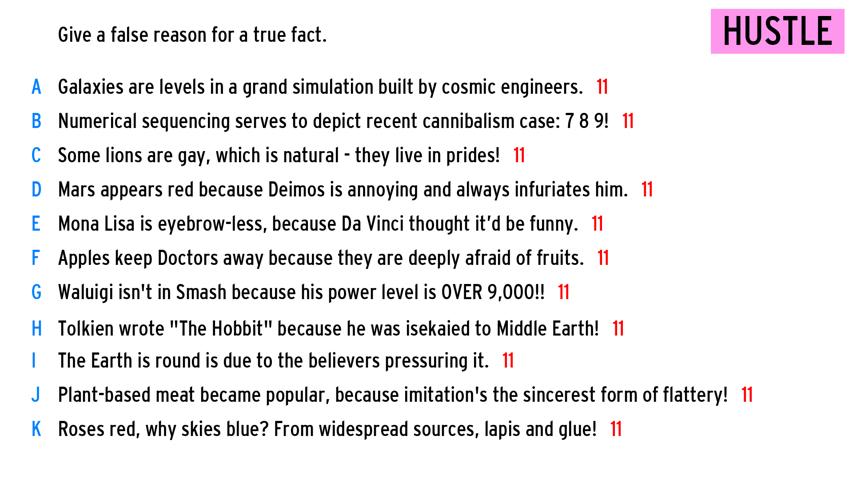 Give a false reason for a true fact.
HUSTLE
A Galaxies are levels in a grand simulation built by cosmic engineers. 11
B Numerical sequencing serves to depict recent cannibalism case: 7 8 9! 11
C Some lions are gay, which is natural - they live in prides! 11
D Mars appears red because Deimos is annoying and always infuriates him. 11
E Mona Lisa is eyebrow-less, because Da Vinci thought it’d be funny. 11
F Apples keep Doctors away because they are deeply afraid of fruits. 11
G Waluigi isn't in Smash because his power level is OVER 9,000!! 11
H Tolkien wrote "The Hobbit" because he was isekaied to Middle Earth! 11
I The Earth is round is due to the believers pressuring it. 11
J Plant-based meat became popular, because imitation's the sincerest form of flattery! 11
K Roses red, why skies blue? From widespread sources, lapis and glue! 11